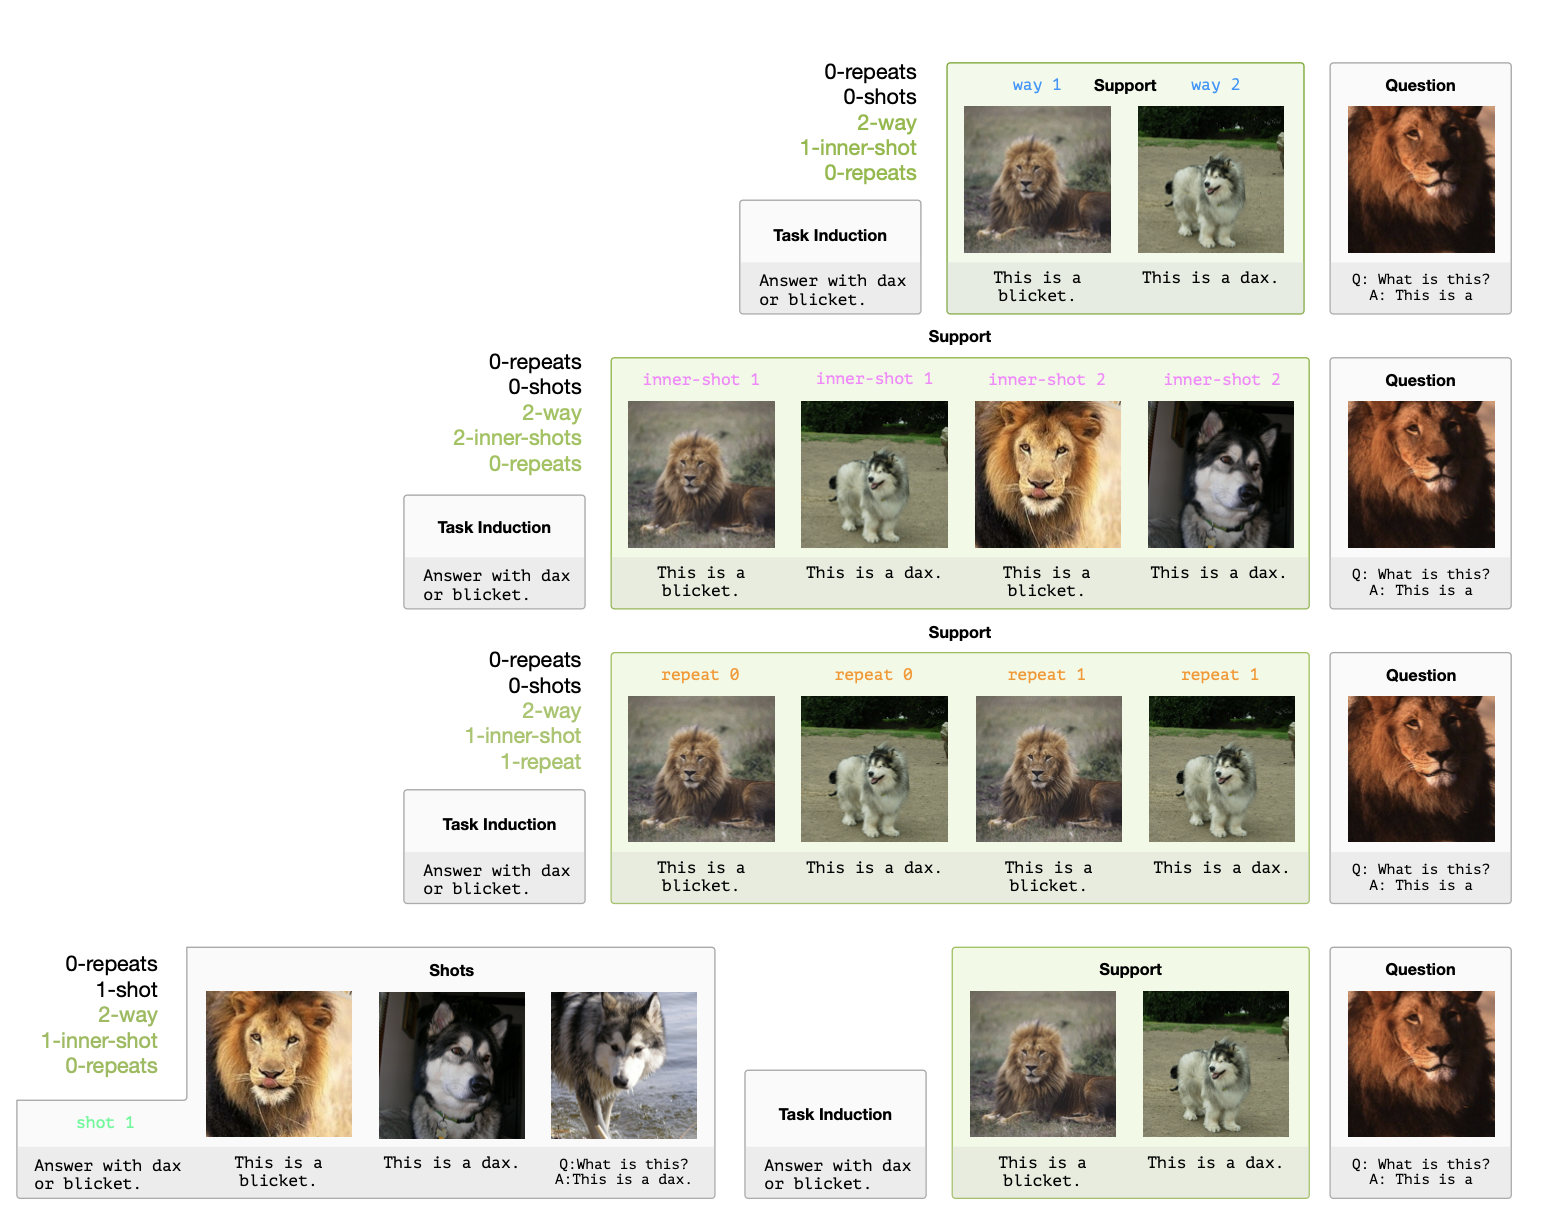 0-repeats
0-shots
2-way
1-inner-shot
0-repeats
Task Induction
Answer with dax
or blicket.
way 1 Support way 2
This is a
blicket.
This is a dax.
Question
Q: What is this?
A: This is a
Support
0-repeats
0-shots
2-way
2-inner-shots
0-repeats
Task Induction
Answer with dax
or blicket.
inner-shot 1
inner-shot 1
inner-shot 2
inner-shot 2
This is a
blicket.
This is a dax.
This is a
blicket.
This is a dax.
Question
Q: What is this?
A: This is a
Support
0-repeats
0-shots
2-way
1-inner-shot
1-repeat
Task Induction
Answer with dax
or blicket.
repeat 0
repeat 0
repeat 1
repeat 1
This is a
blicket.
This is a dax.
This is a
blicket.
This is a dax.
Question
Q: What is this?
A: This is a
0-repeats
1-shot
2-way
1-inner-shot
0-repeats
Shots
shot 1
Answer with dax
or blicket.
This is a
blicket.
This is a dax.
Q:What is this?
A:This is a dax.
Task Induction
Answer with dax
or blicket.
Support
This is a
blicket.
This is a dax.
Question
Q: What is this?
A: This is a